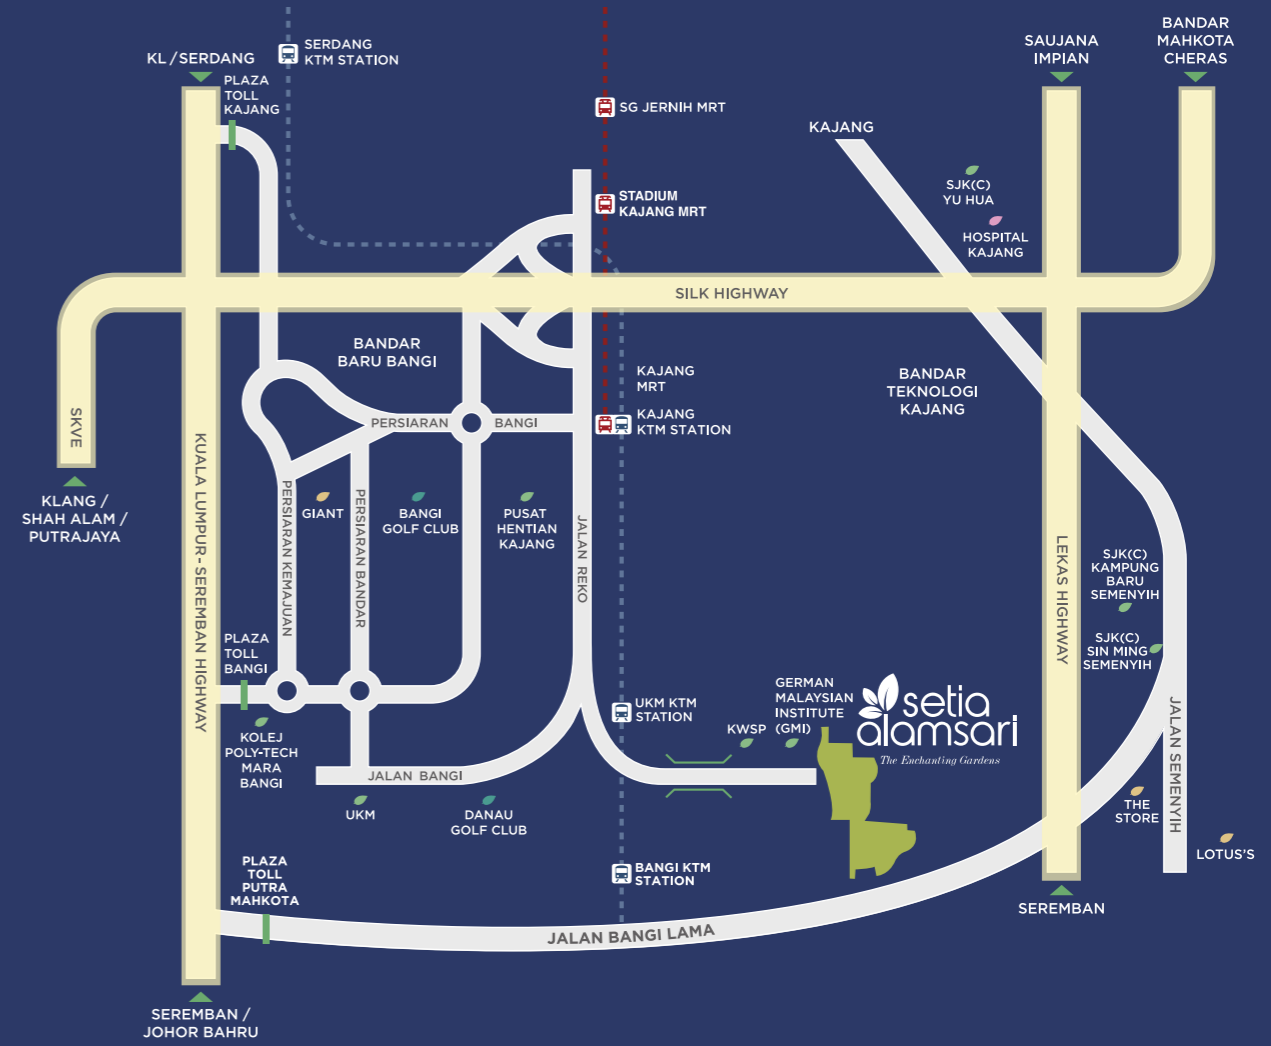 BANDAR
MAHKOTA
CHERAS
SAUJANA
IMPIAN
SERDANG
KTM STATION
KL / SERDANG
PLAZA
TOLL
KAJANG
SG JERNIH MRT
KAJANG
STADIUM
KAJANG MRT
SJK(C)
YU HUA
HOSPITAL
KAJANG
SILK HIGHWAY
BANDAR
BARU BANGI
KAJANG
MRT
BANDAR
TEKNOLOGI
KAJANG
SKVE
PERSIARAN
BANGI
KAJANG
KTM STATION
KLANG /
SHAH ALAM /
PUTRAJAYA
KUALA LUMPUR - SEREMBAN HIGHWAY
PERSIARAN KEMAJUAN
GIANT
PERSIARAN BANDAR
BANGI
GOLF CLUB
PUSAT
HENTIAN
KAJANG
JALAN REKO
LEKAS HIGHWAY
SJK(C)
KAMPUNG
BARU
SEMENYIH
SJK(C)
SIN MING
SEMENYIH
PLAZA
TOLL
BANGI
KOLEJ
POLY-TECH
MARA
BANGI
UKM KTM
STATION
KWSP
GERMAN
MALAYSIAN
INSTITUTE
(GMI)
setia
alamsari
The Enchanting Gardens
JALAN SEMENYIH
JALAN BANGI
UKM
DANAU
GOLF CLUB
THE
STORE
LOTUS'S
PLAZA
TOLL
PUTRA
MAHKOTA
BANGI KTM
STATION
JALAN BANGI LAMA
SEREMBAN
SEREMBAN /
JOHOR BAHRU